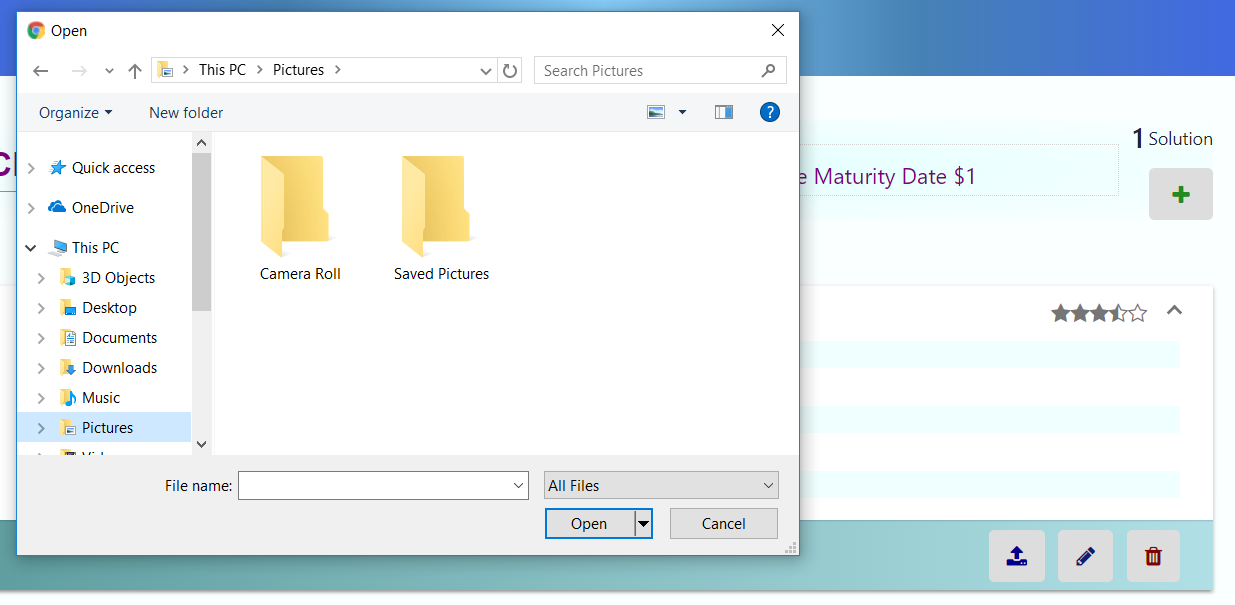 Open
This PC
Pictures
Search Pictures
Organize
New folder
?
Quick access
OneDrive
This PC
3D Objects
Desktop
Documents
Downloads
Music
Pictures
Camera Roll
Saved Pictures
File name:
All Files
Open
Cancel
1 Solution
e Maturity Date $1